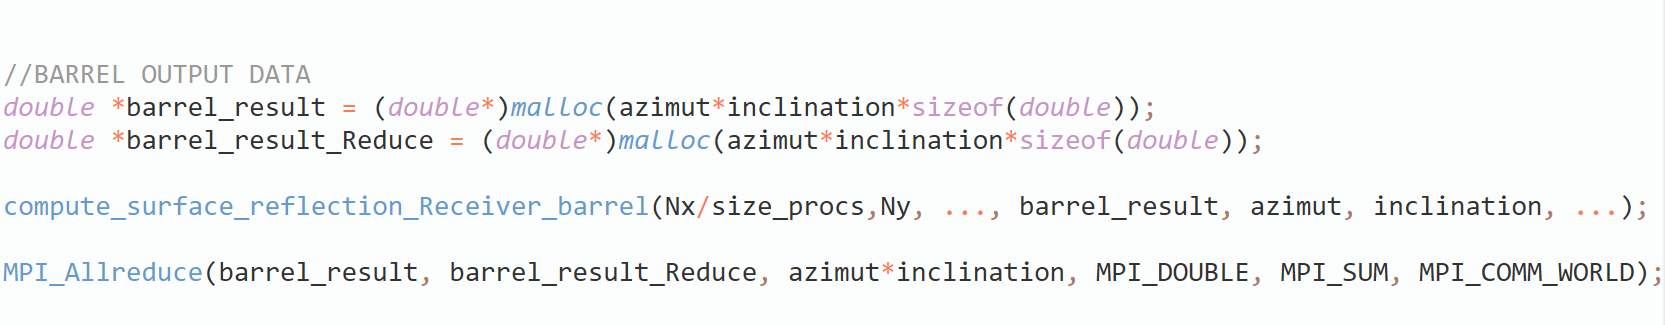 //BARREL OUTPUT DATA
double *barrel_result = (double*)malloc(azimut*inclination*sizeof(double));
double *barrel_result_Reduce = (double*)malloc(azimut*inclination*sizeof(double));
compute_surface_reflection_Receiver_barrel(Nx/size_procs,Ny, ..., barrel_result, azimut, inclination, ...);
MPI_Allreduce(barrel_result, barrel_result_Reduce, azimut*inclination, MPI_DOUBLE, MPI_SUM, MPI_COMM_WORLD);